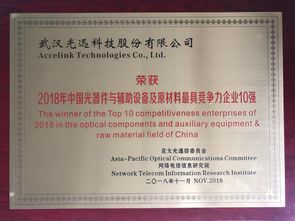 武汉光迅科技股份有限公司
Accelink Technologies Co., Ltd.
荣获
2018年中国光器件与辅助设备及原材料最具竞争力企业10强
The winner of the Top 10 competitiveness enterprises of
2018 in the optical components and auxiliary equipment &
raw material field of China
亚太光通信委员会
Asia-Pacific Optical Communications Committee
网络电信信息研究院
Network Telecom Information Research Institute
二〇一八年十一月 NOV.2018